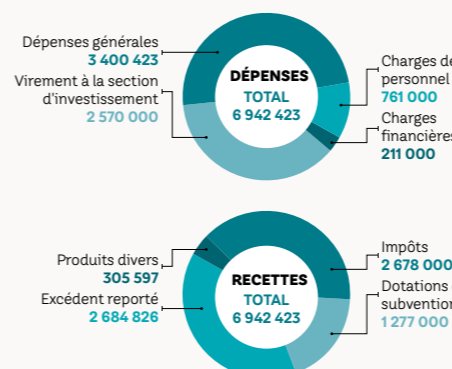 Dépenses générales
3 400 423
Virement à la section
d'investissement
2 570 000
DÉPENSES
TOTAL
6 942 423
Charges de
personnel
761 000
Charges
financières
211 000
Produits divers
305 597
Excédent reporté
2 684 826
RECETTES
TOTAL
6 942 423
Impôts
2 678 000
Dotations
subvention
1 277 000